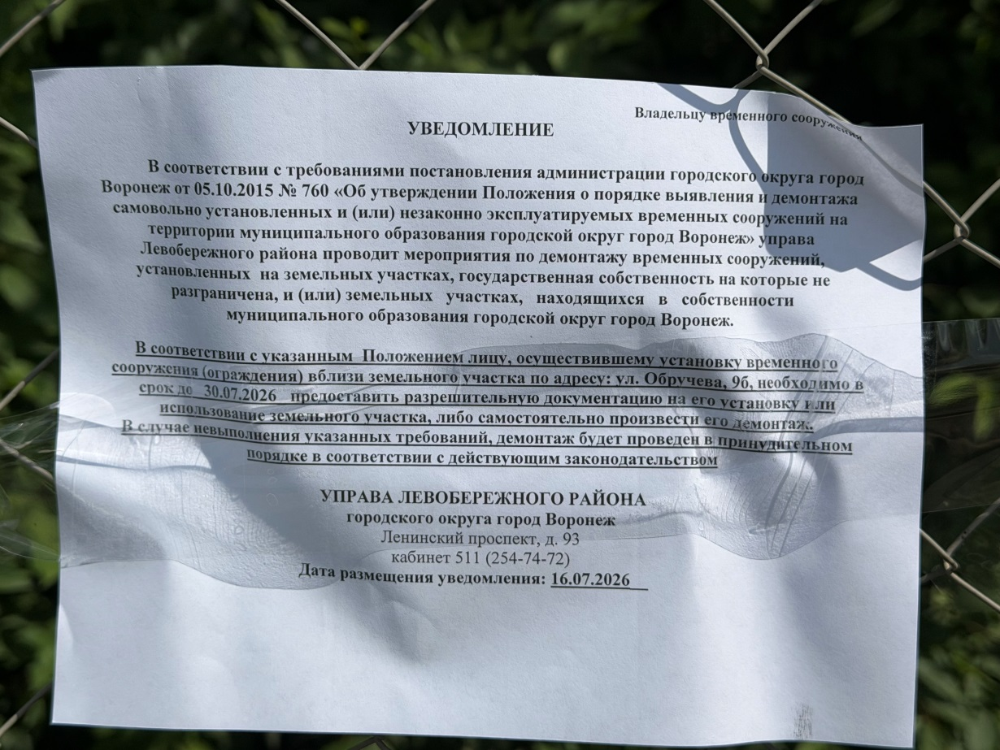 Владельцу временного сооружения
УВЕДОМЛЕНИЕ
В соответствии с требованиями постановления администрации городского округа город
Воронеж от 05.10.2015 № 760 «Об утверждении Положения о порядке выявления и демонтажа
самовольно установленных и (или) незаконно эксплуатируемых временных сооружений на
территории муниципального образования городской округ город Воронеж» управа
Левобережного района проводит мероприятия по демонтажу временных сооружений,
установленных на земельных участках, государственная собственность на которые не
разграничена, и (или) земельных участках, находящихся в собственности
муниципального образования городской округ город Воронеж.
В соответствии с указанным Положением лицу, осуществившему установку временного
сооружения (ограждения) вблизи земельного участка по адресу: ул. Обручева, 9б, необходимо в
срок до 30.07.2026 предоставить разрешительную документацию на его установку или
использование земельного участка, либо самостоятельно произвести его демонтаж.
В случае невыполнения указанных требований, демонтаж будет проведен в принудительном
порядке в соответствии с действующим законодательством
УПРАВА ЛЕВОБЕРЕЖНОГО РАЙОНА
городского округа город Воронеж
Ленинский проспект, д. 93
кабинет 511 (254-74-72)
Дата размещения уведомления: 16.07.2026